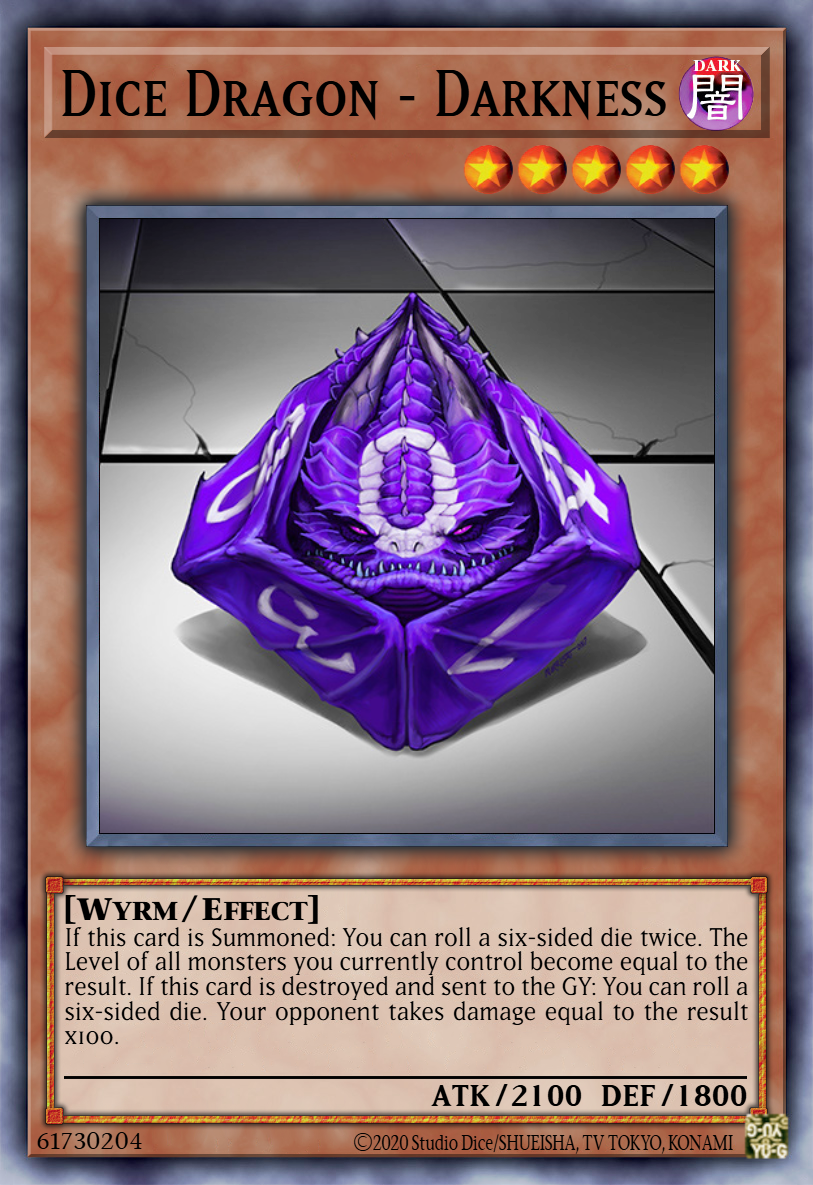 Dice Dragon - Darkness
DARK
闇
[Wyrm/Effect]
If this card is Summoned: You can roll a six-sided die twice. The
Level of all monsters you currently control become equal to the
result. If this card is destroyed and sent to the GY: You can roll a
six-sided die. Your opponent takes damage equal to the result
x100.
ATK/2100 DEF/1800
61730204
©2020 Studio Dice/SHUEISHA, TV TOKYO, KONAMI